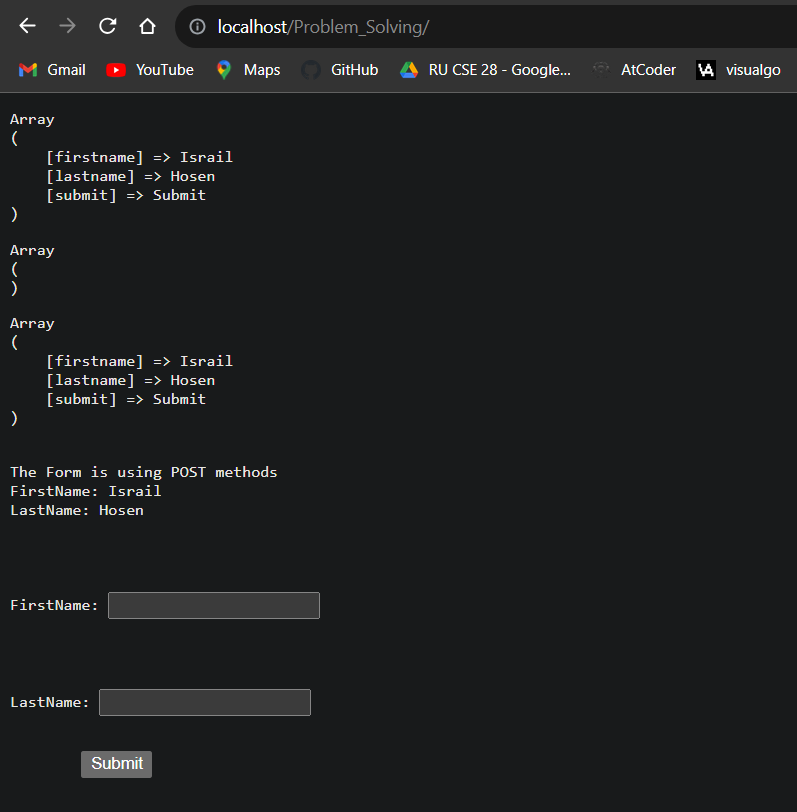 localhost/Problem_Solving/
Gmail YouTube Maps GitHub RU CSE 28 - Google... AtCoder VA visualgo
Array
(
    [firstname] => Israil
    [lastname] => Hosen
    [submit] => Submit
)
Array
(
)
Array
(
    [firstname] => Israil
    [lastname] => Hosen
    [submit] => Submit
)
The Form is using POST methods
FirstName: Israil
LastName: Hosen
FirstName:
LastName:
Submit